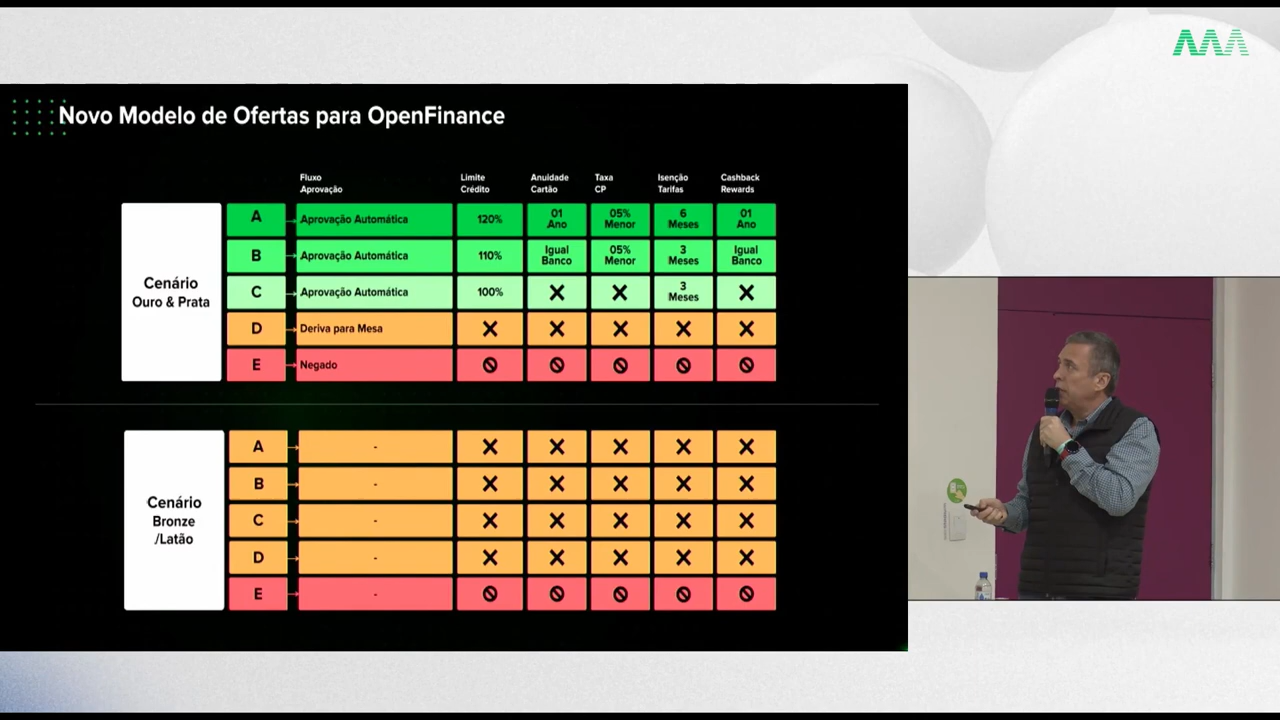 Novo Modelo de Ofertas para OpenFinance
Fluxo
Aprovação
Limite
Crédito
Anuidade
Cartão
Taxa
CP
Isenção
Tarifas
Cashback
Rewards
Cenário
Ouro & Prata
A
Aprovação Automática
120%
01
Ano
05%
Menor
6
Meses
01
Ano
B
Aprovação Automática
110%
Igual
Banco
05%
Menor
3
Meses
Igual
Banco
C
Aprovação Automática
100%
3
Meses
D
Deriva para Mesa
E
Negado
Cenário
Bronze
/Latão
A
-
B
-
C
-
D
-
E
-